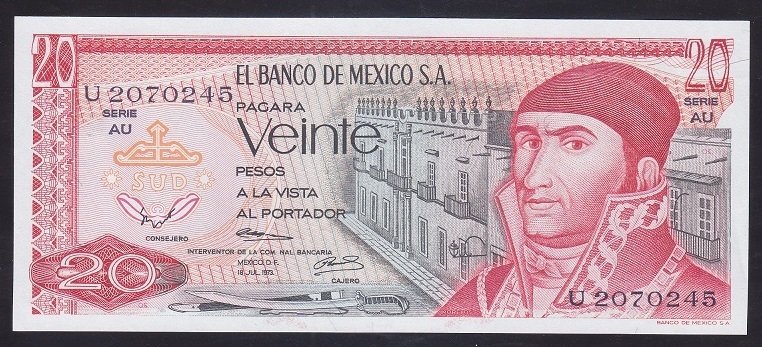 20
EL BANCO DE MEXICO S.A.
20
U 2070245
SERIE
AU
PAGARA
Veinte
PESOS
A LA VISTA
AL PORTADOR
SERIE
AU
SUD
CONSEJERO
INTERVENTOR DE LA COM. NAL. BANCARIA
MEXICO, D.F.
18 JUL. 1973
CAJERO
20
U 2070245
BANCO DE MEXICO S.A.